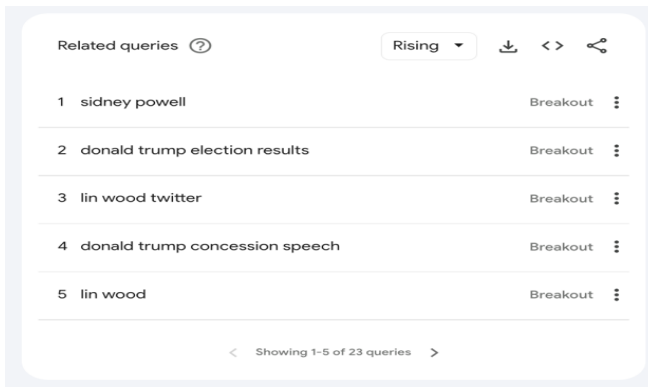 Related queries ? Rising
1 sidney powell Breakout
2 donald trump election results Breakout
3 lin wood twitter Breakout
4 donald trump concession speech Breakout
5 lin wood Breakout
Showing 1-5 of 23 queries